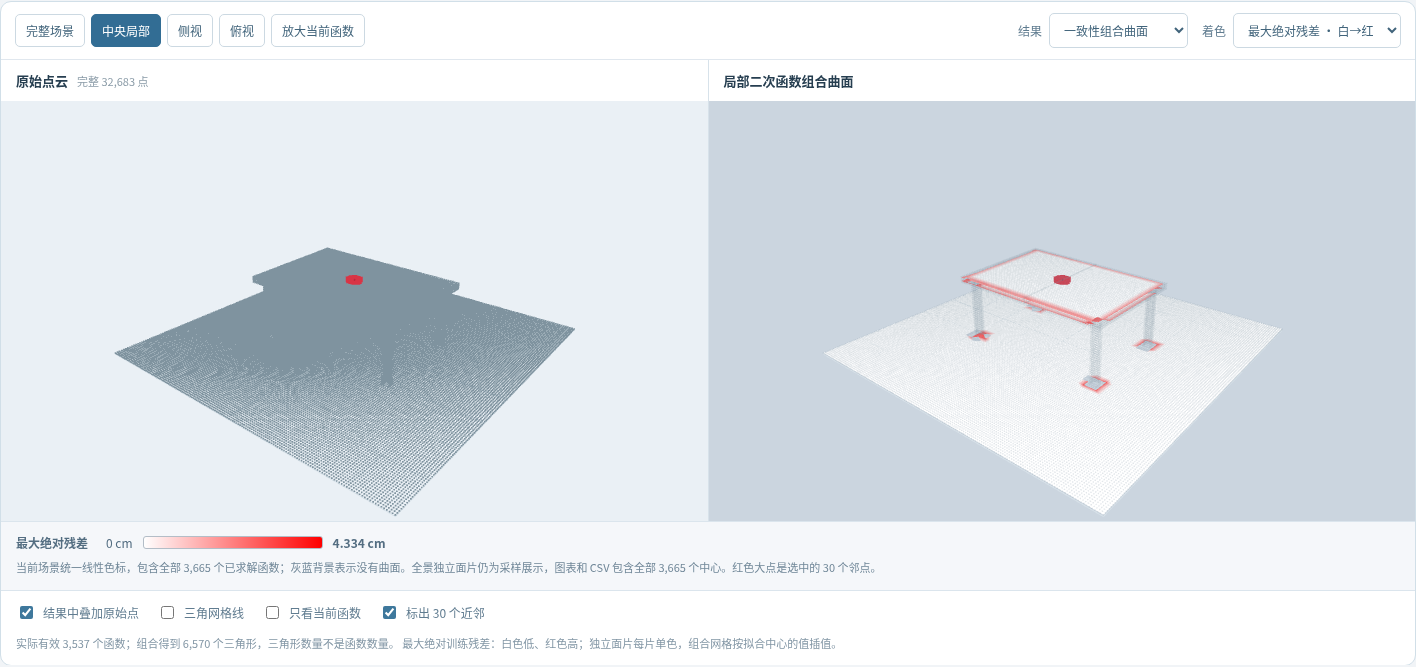 完整场景 中央局部 侧视 俯视 放大当前函数 结果 一致性组合曲面 着色 最大绝对残差 · 白→红
原始点云 完整 32,683 点 局部二次函数组合曲面
最大绝对残差 0 cm 4.334 cm
当前场景统一线性色标，包含全部 3,665 个已求解函数；灰蓝背景表示没有曲面。全景独立面片仍为采样展示，图表和 CSV 包含全部 3,665 个中心。红色大点是选中的 30 个邻点。
结果中叠加原始点 三角网格线 只看当前函数 标出 30 个近邻
实际有效 3,537 个函数；组合得到 6,570 个三角形，三角形数量不是函数数量。 最大绝对训练残差：白色低、红色高；独立面片每片单色，组合网格按拟合中心的值插值。